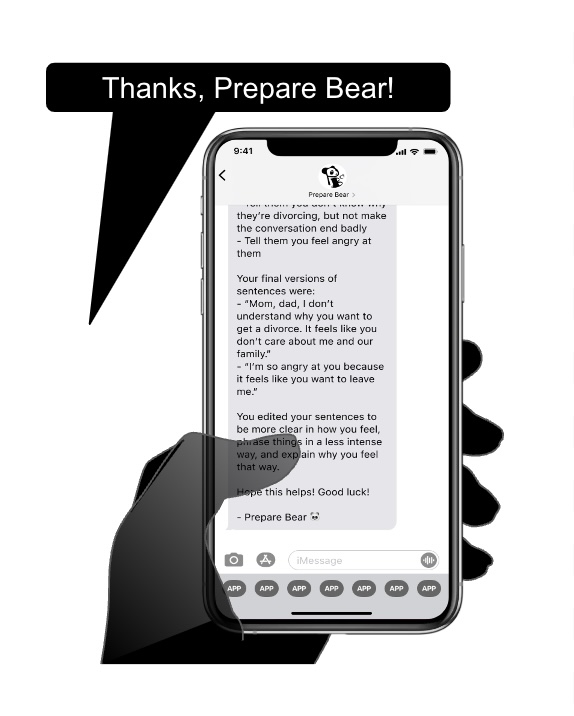 Thanks, Prepare Bear!
9:41
Prepare Bear >
- Tell them you don't know why
they're divorcing, but not make
the conversation end badly
- Tell them you feel angry at
them
Your final versions of
sentences were:
- "Mom, dad, I don't
understand why you want to
get a divorce. It feels like you
don't care about me and our
family."
- "I'm so angry at you because
it feels like you want to leave
me."
You edited your sentences to
be more clear in how you feel,
phrase things in a less intense
way, and explain why you feel
that way.
Hope this helps! Good luck!
- Prepare Bear 🐼
iMessage
APP APP APP APP APP APP APP